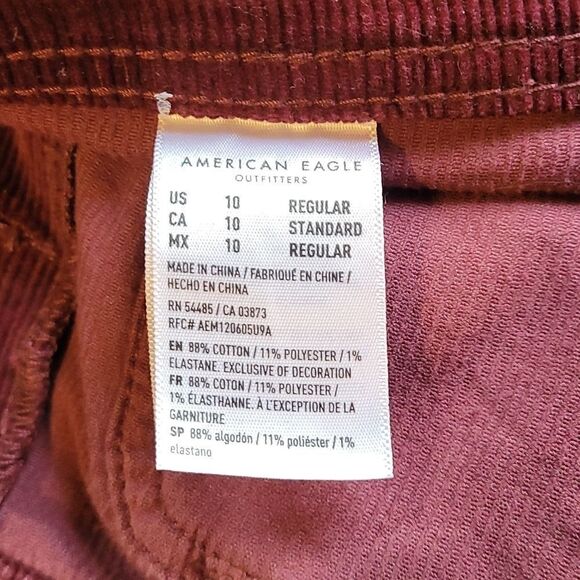 AMERICAN EAGLE
OUTFITTERS
US 10 REGULAR
CA 10 STANDARD
MX 10 REGULAR
MADE IN CHINA / FABRIQUÉ EN CHINE /
HECHO EN CHINA
RN 54485 / CA 03873
RFC# AEM120605U9A
EN 88% COTTON / 11% POLYESTER / 1%
ELASTANE. EXCLUSIVE OF DECORATION
FR 88% COTON / 11% POLYESTER /
1% ÉLASTHANNE. À L'EXCEPTION DE LA
GARNITURE
SP 88% algodón / 11% poliéster / 1%
elastano